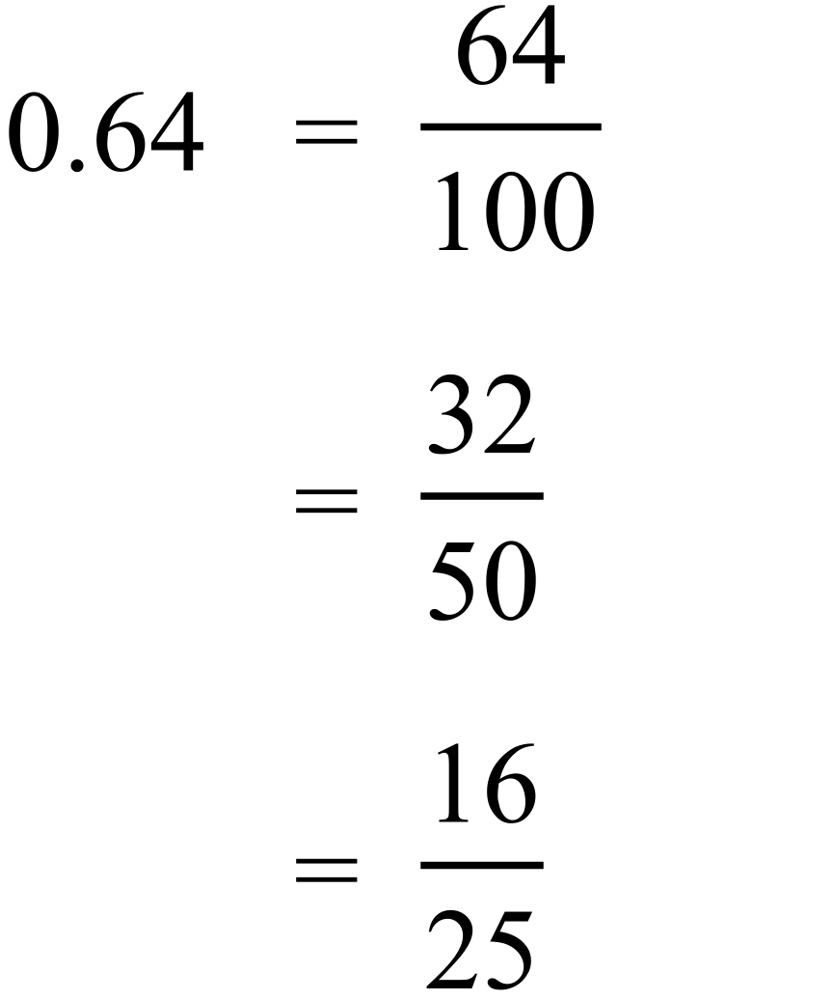 0.64 = 64/100
= 32/50
= 16/25